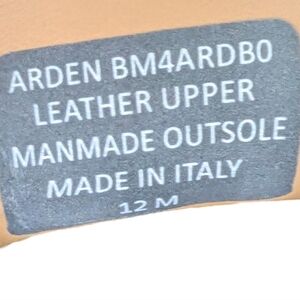 ARDEN BM4ARDB0
LEATHER UPPER
MANMADE OUTSOLE
MADE IN ITALY
12 M